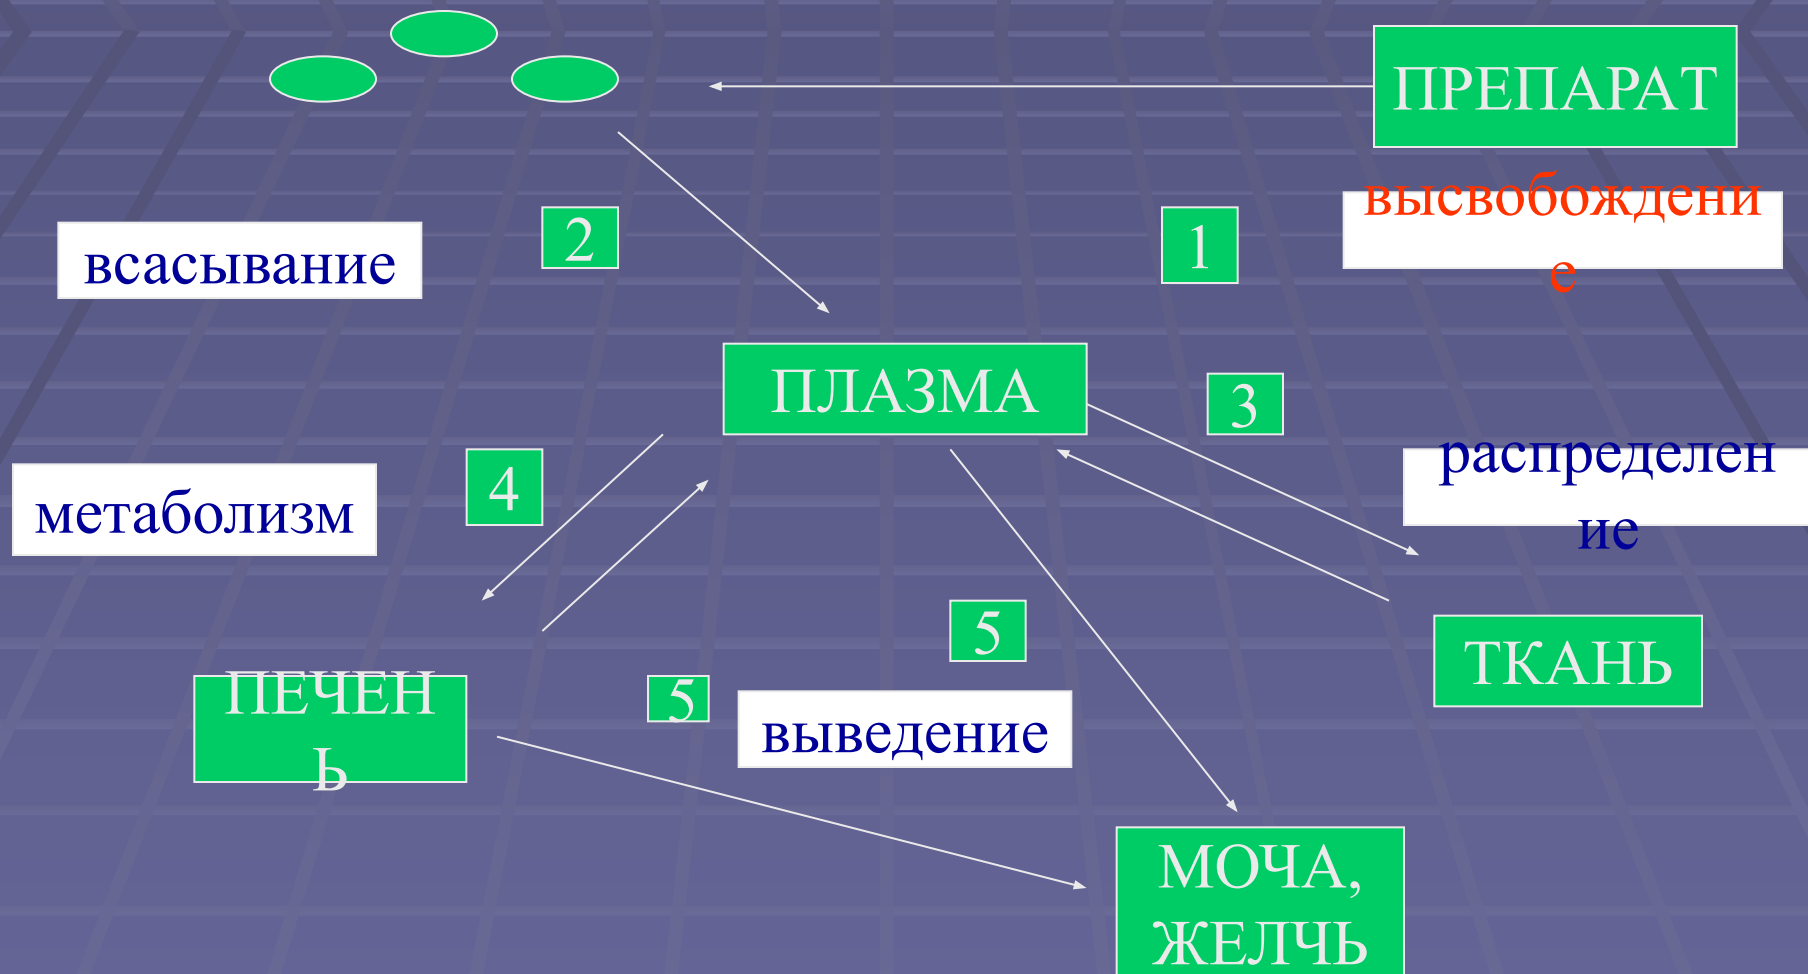 ПРЕПАРАТ
высвобождени
е
1
2
всасывание
ПЛАЗМА
3
распределен
ие
4
метаболизм
5
ТКАНЬ
ПЕЧЕН
Ь
5
выведение
МОЧА,
ЖЕЛЧЬ